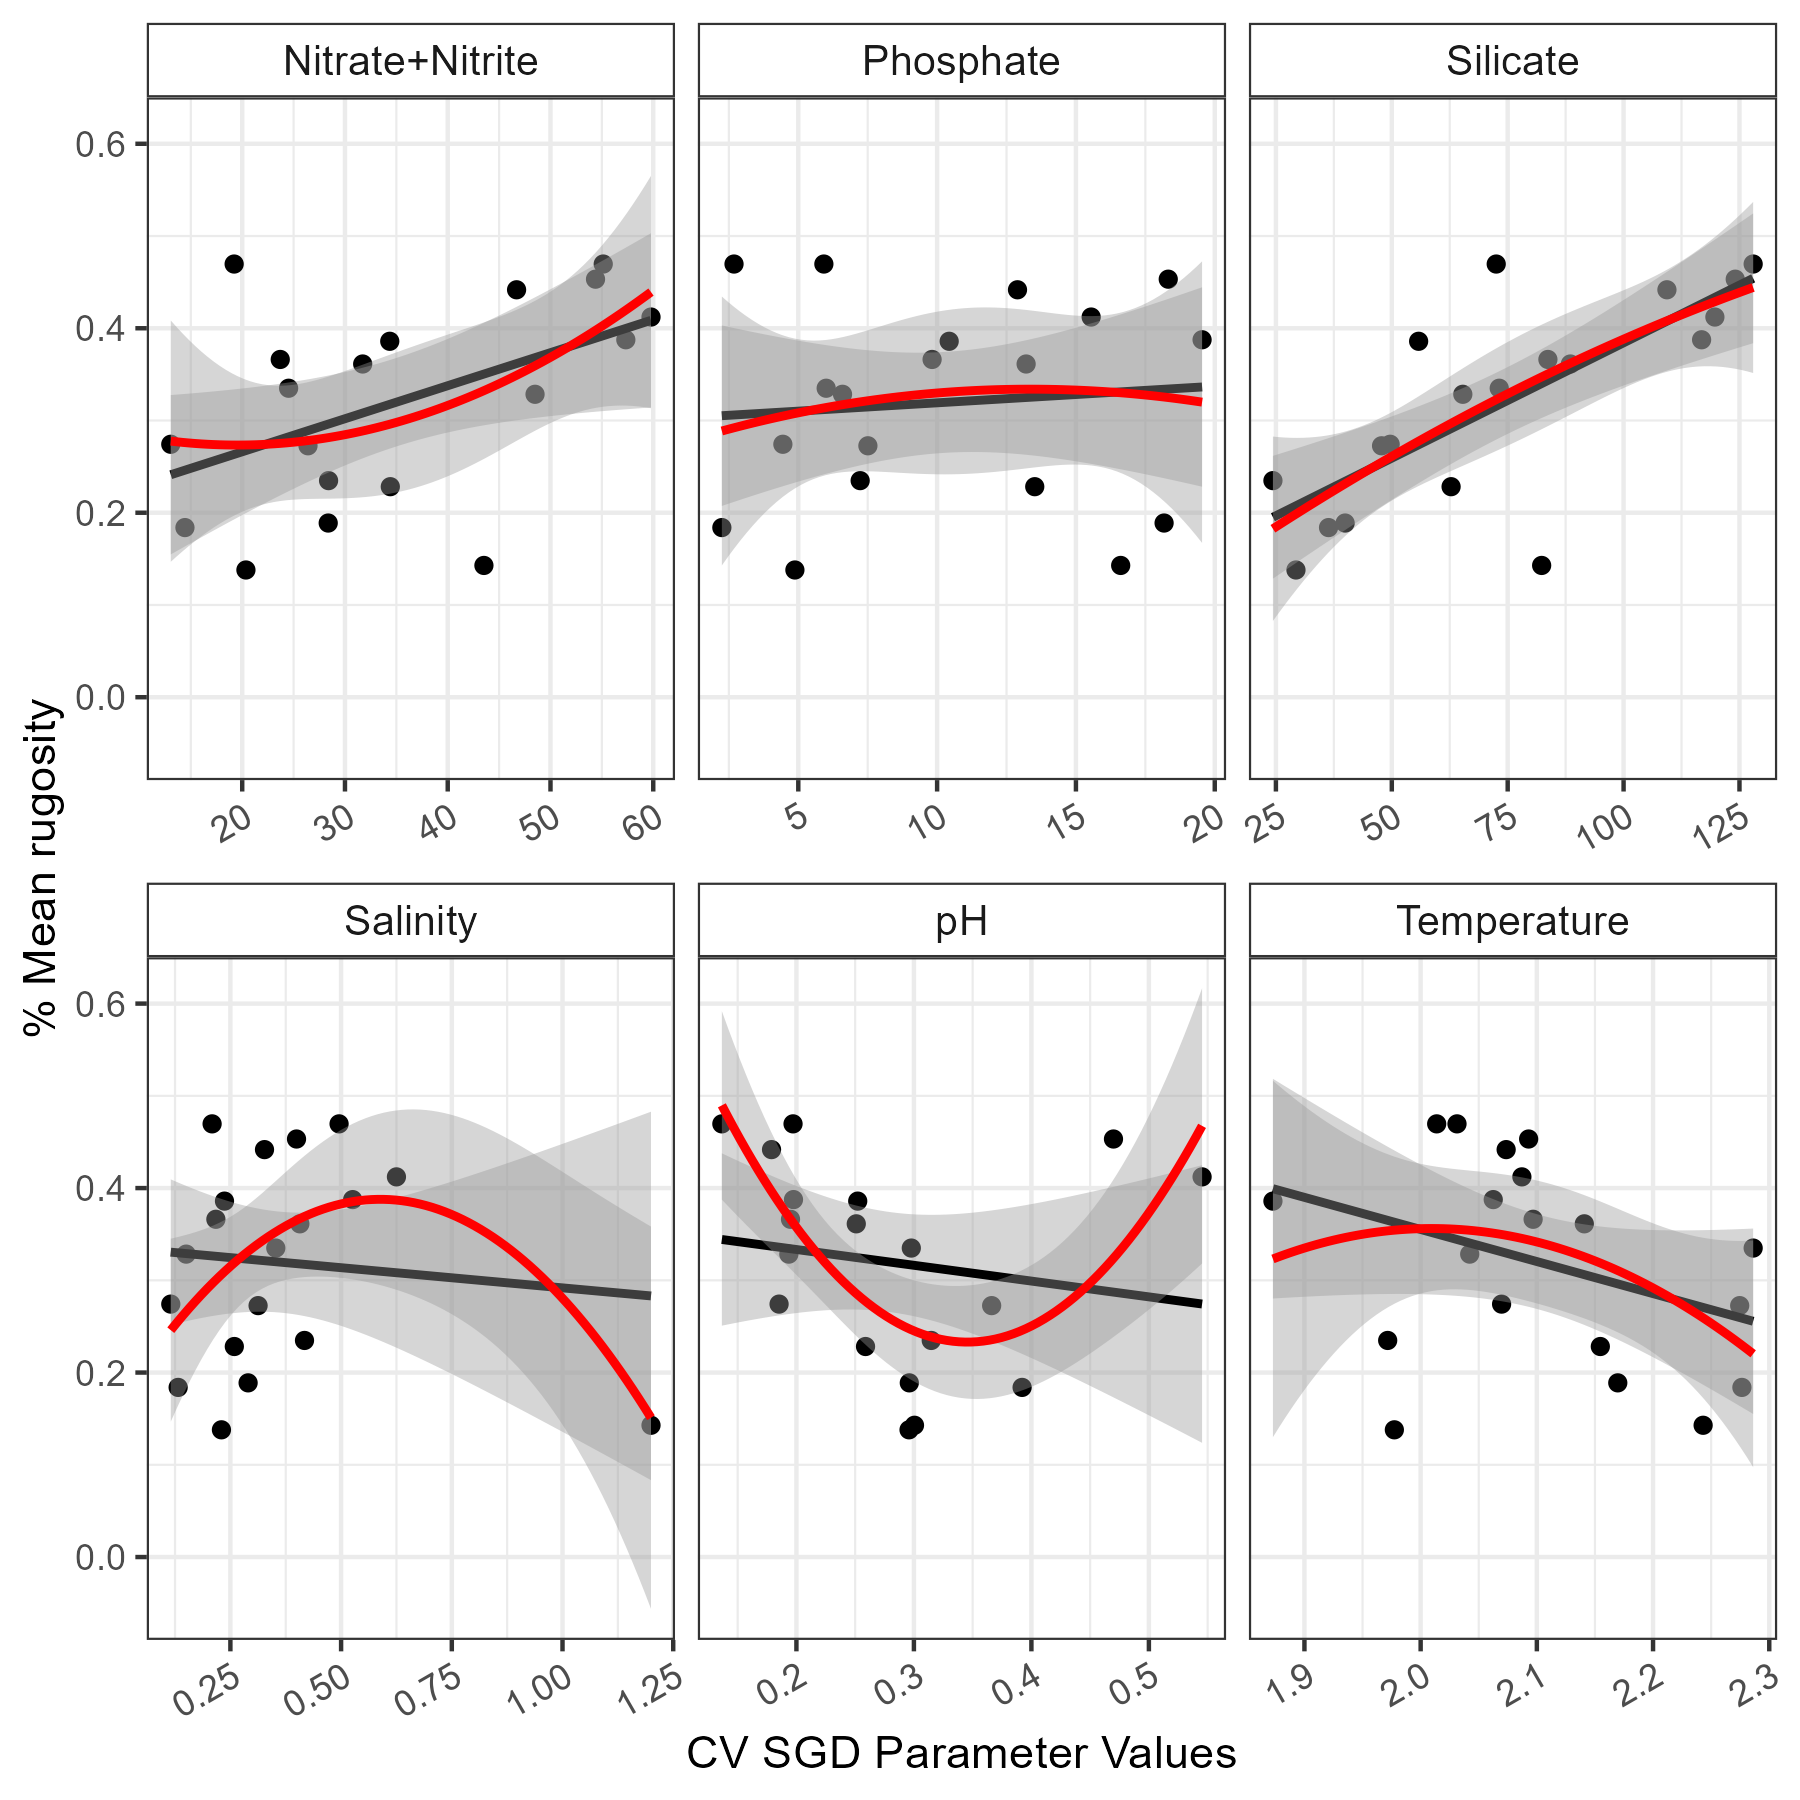 Nitrate+Nitrite Phosphate Silicate
0.6
0.4
0.2
0.0
20 30 40 50 60 5 10 15 20 25 50 75 100 125
% Mean rugosity
Salinity pH Temperature
0.6
0.4
0.2
0.0
0.25 0.50 0.75 1.00 1.25 0.2 0.3 0.4 0.5 1.9 2.0 2.1 2.2 2.3
CV SGD Parameter Values